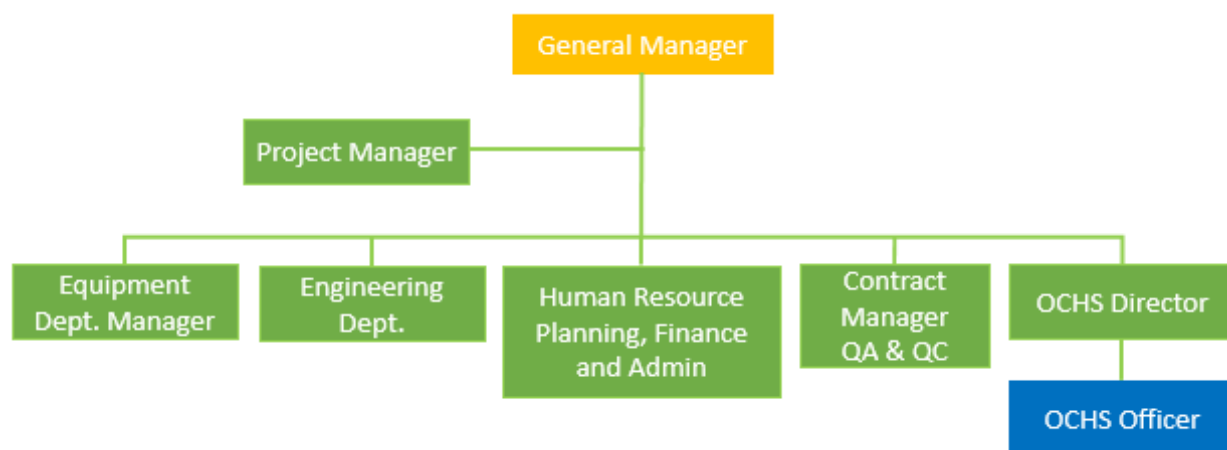 General Manager
Project Manager
Equipment
Dept. Manager
Engineering
Dept.
Human Resource
Planning, Finance
and Admin
Contract
Manager
QA & QC
OCHS Director
OCHS Officer